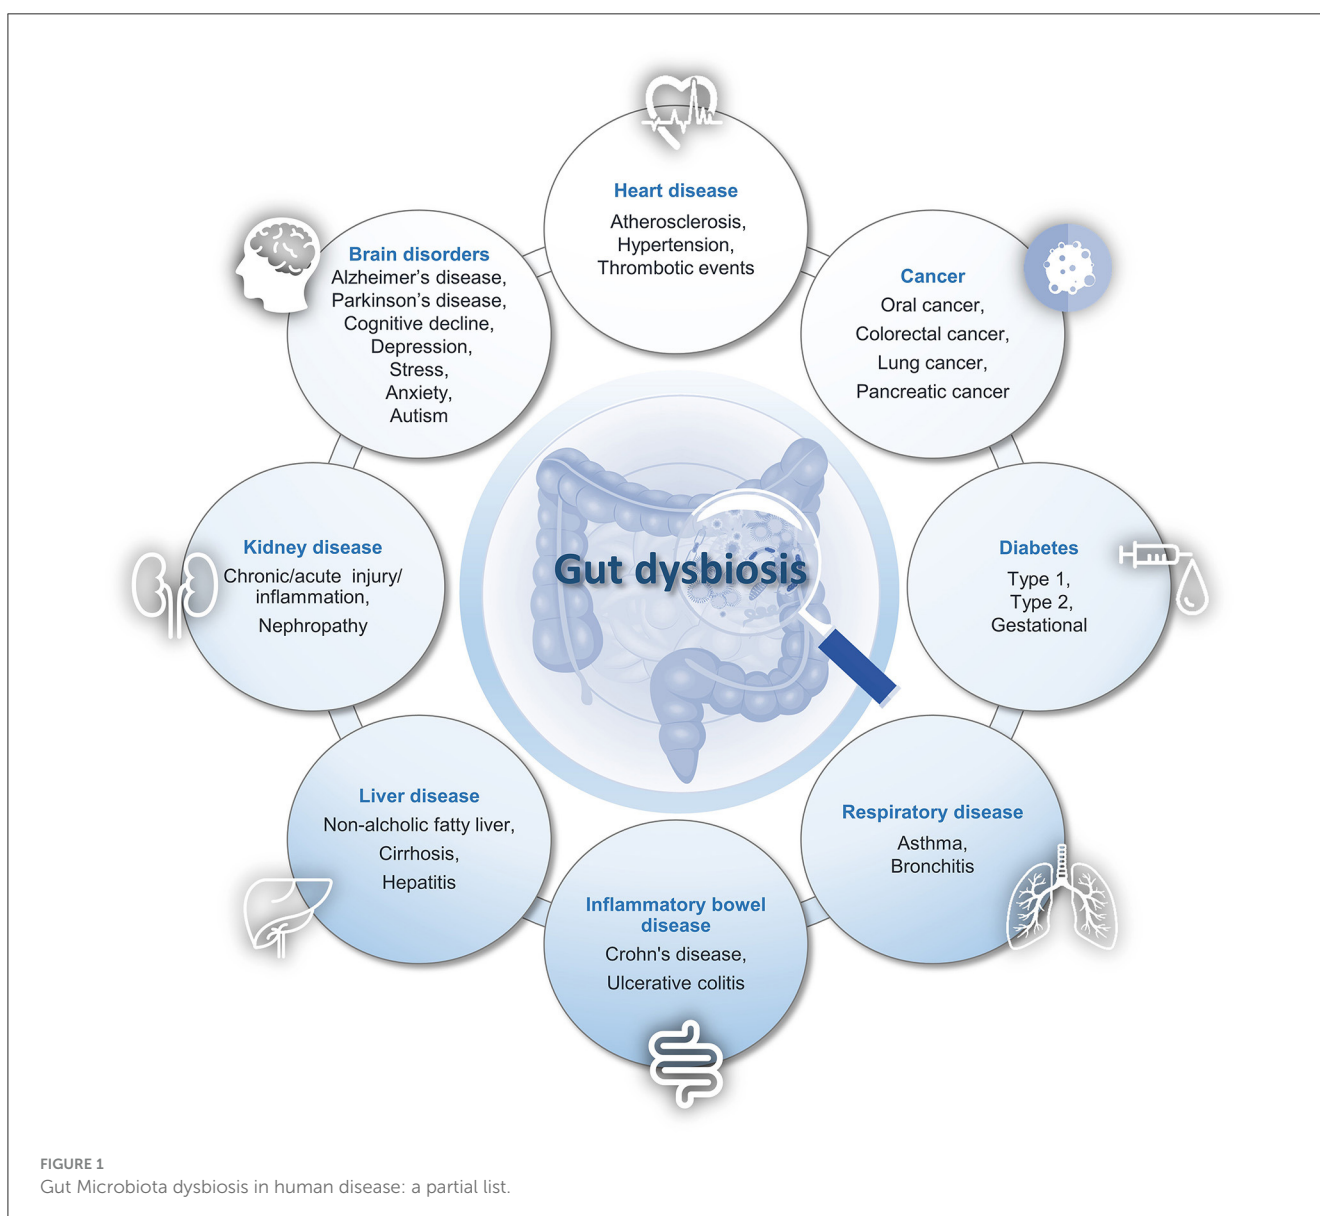 Heart disease
Atherosclerosis,
Hypertension,
Thrombotic events
Brain disorders
Alzheimer's disease,
Parkinson's disease,
Cognitive decline,
Depression,
Stress,
Anxiety,
Autism
Cancer
Oral cancer,
Colorectal cancer,
Lung cancer,
Pancreatic cancer
Kidney disease
Chronic/acute injury/
inflammation,
Nephropathy
Gut dysbiosis
Diabetes
Type 1,
Type 2,
Gestational
Liver disease
Non-alcholic fatty liver,
Cirrhosis,
Hepatitis
Respiratory disease
Asthma,
Bronchitis
Inflammatory bowel
disease
Crohn's disease,
Ulcerative colitis
FIGURE 1
Gut Microbiota dysbiosis in human disease: a partial list.